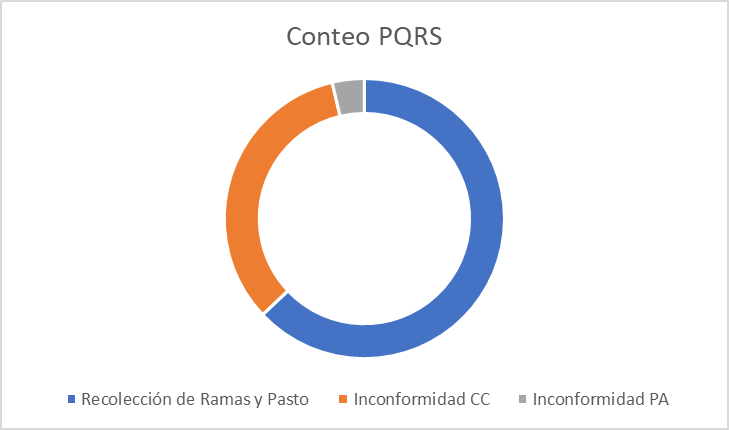 Conteo PQRS
Recolección de Ramas y Pasto Inconformidad CC Inconformidad PA